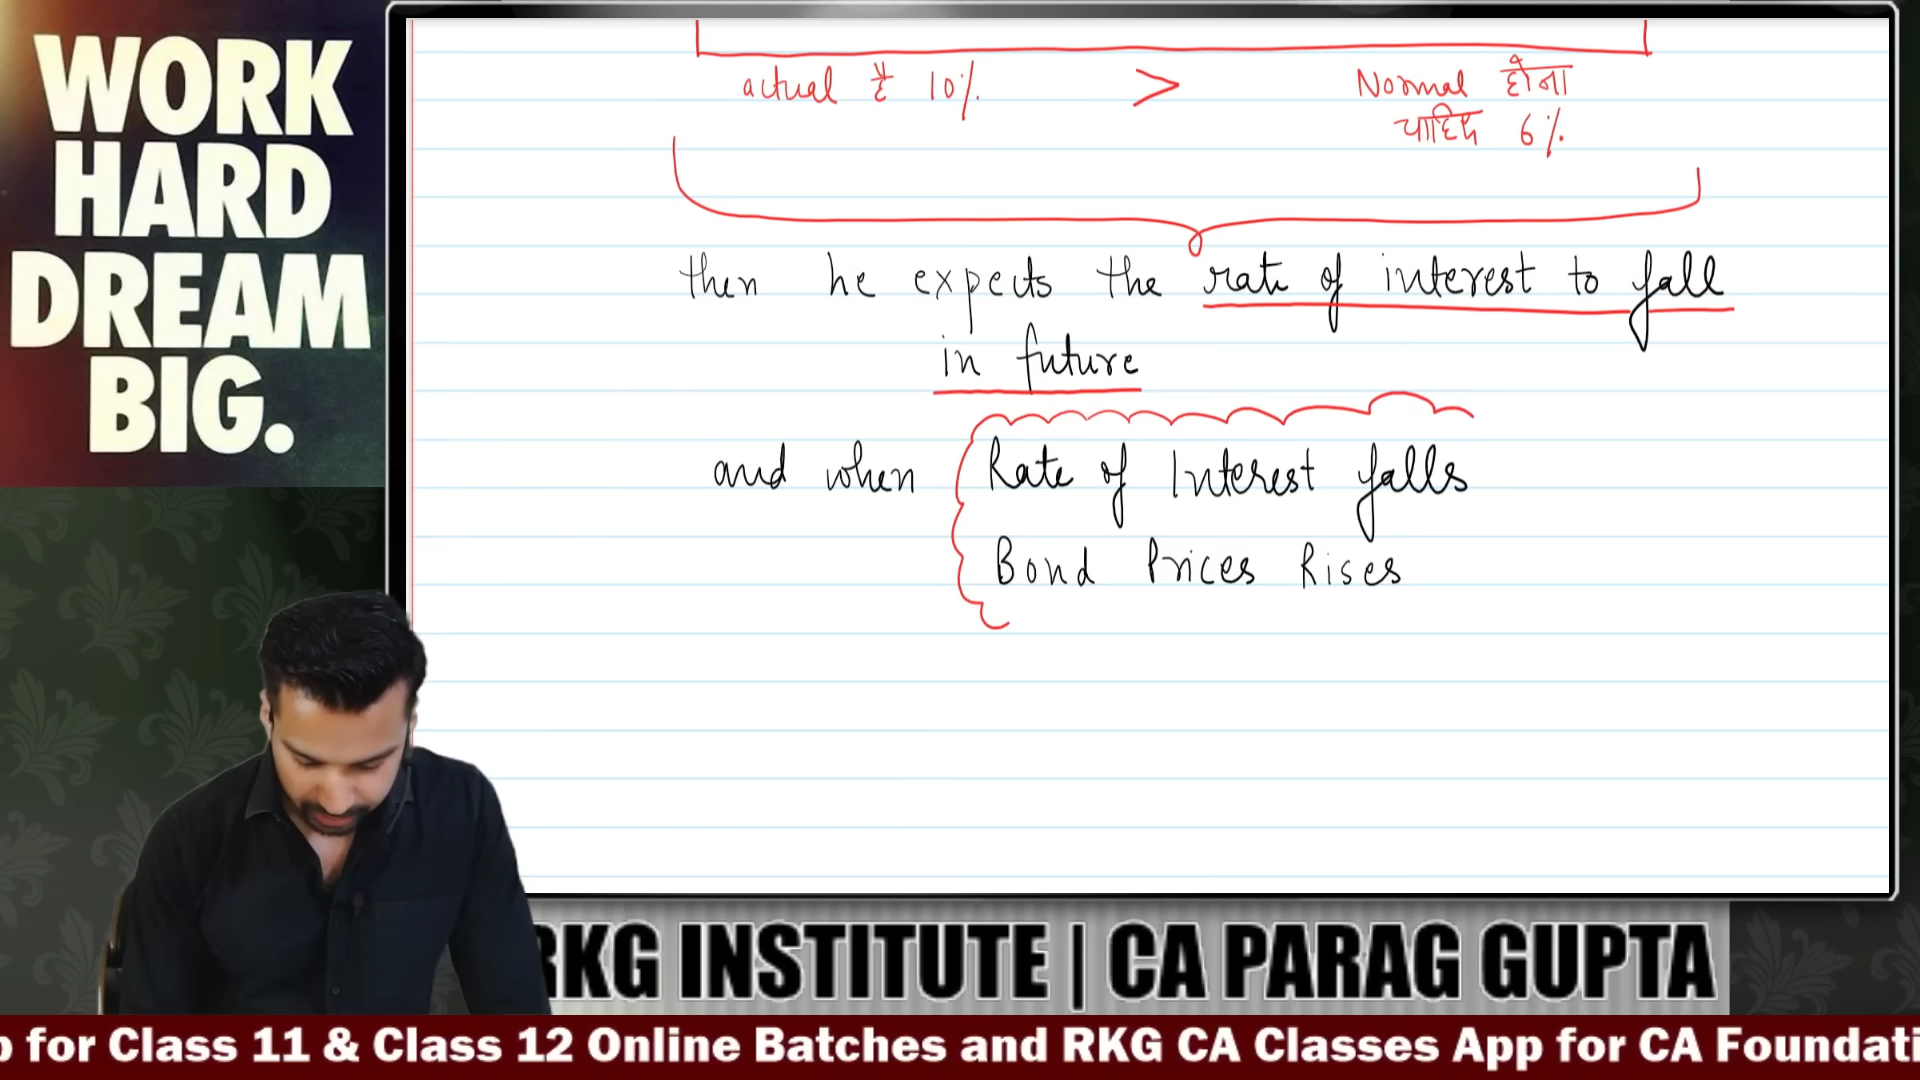 WORK
HARD
DREAM
BIG.
actual है 10% > Normal होना
चाहिए 6%
then he expects the rate of interest to fall
in future
and when Rate of Interest falls
Bond Prices Rises
RKG INSTITUTE | CA PARAG GUPTA
p for Class 11 & Class 12 Online Batches and RKG CA Classes App for CA Foundati